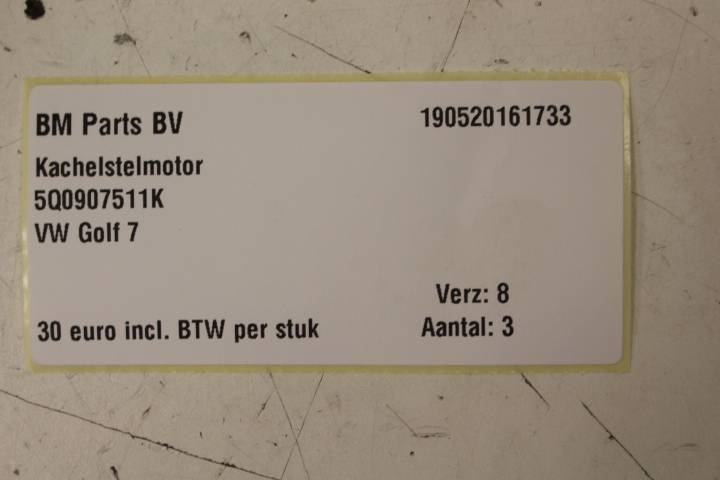 BM Parts BV 190520161733
Kachelstelmotor
5Q0907511K
VW Golf 7
Verz: 8
30 euro incl. BTW per stuk Aantal: 3